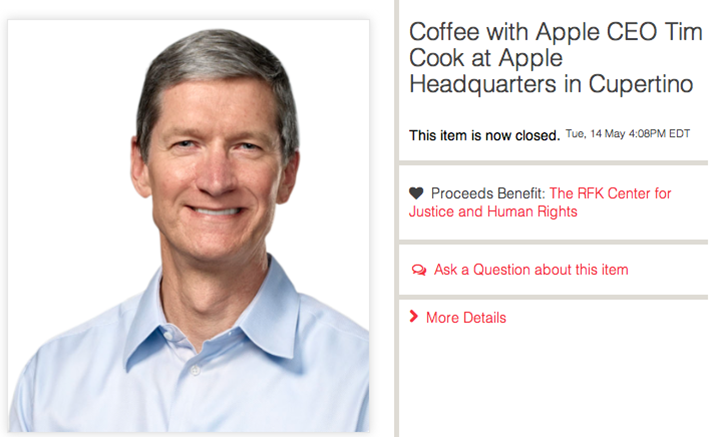 Coffee with Apple CEO Tim
Cook at Apple
Headquarters in Cupertino
This item is now closed. Tue, 14 May 4:08PM EDT
Proceeds Benefit: The RFK Center for
Justice and Human Rights
Ask a Question about this item
More Details